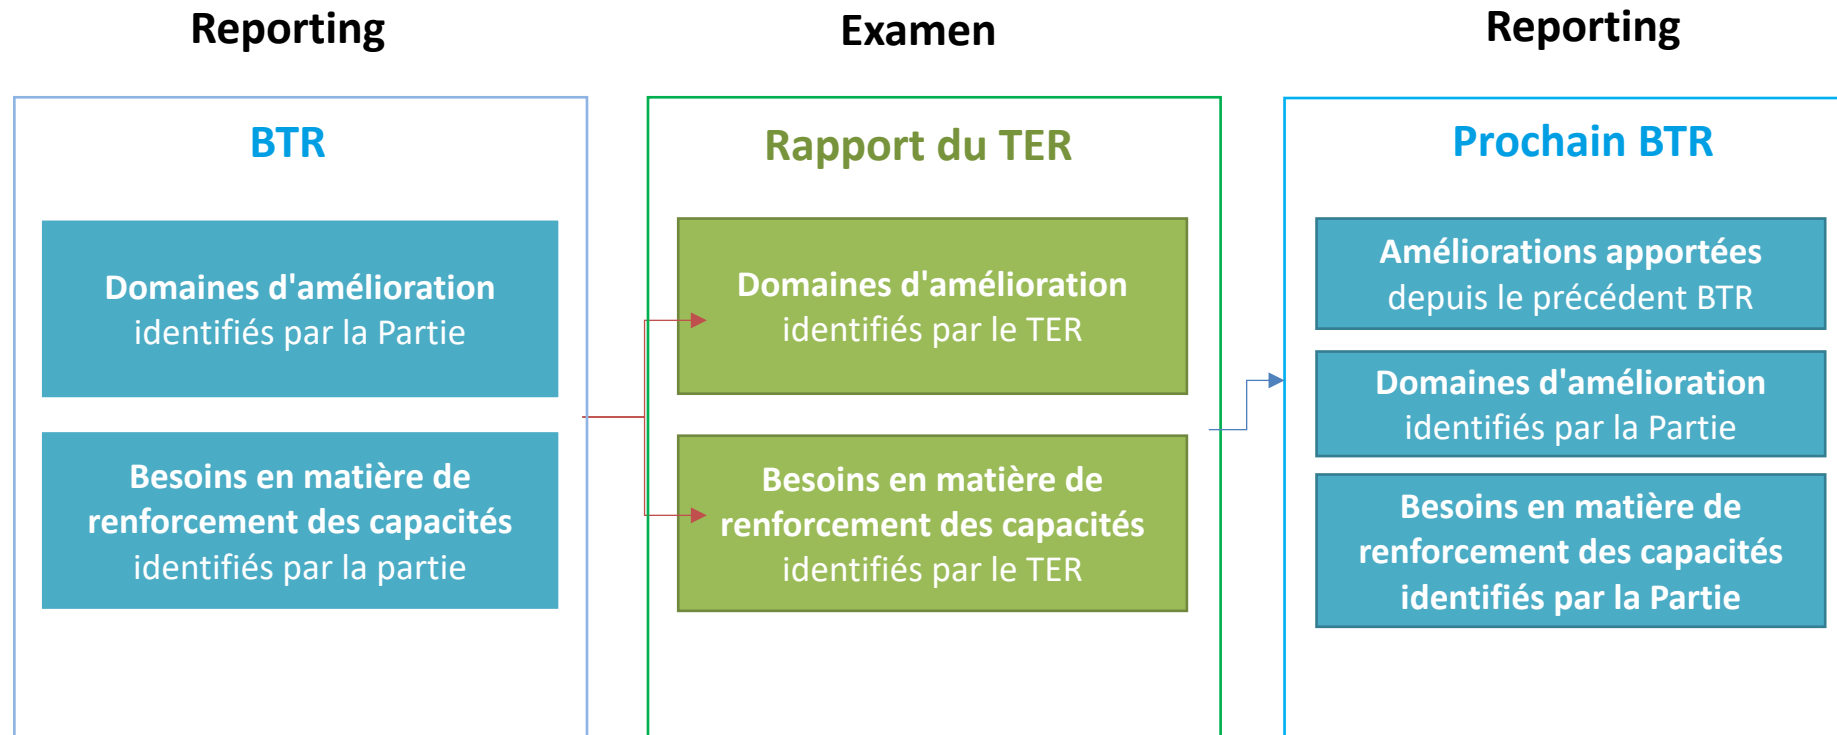 Reporting
BTR
Domaines d'amélioration
identifiés par la Partie
Besoins en matière de
renforcement des capacités
identifiés par la partie
Examen
Rapport du TER
Domaines d'amélioration
identifiés par le TER
Besoins en matière de
renforcement des capacités
identifiés par le TER
Reporting
Prochain BTR
Améliorations apportées
depuis le précédent BTR
Domaines d'amélioration
identifiés par la Partie
Besoins en matière de
renforcement des capacités
identifiés par la Partie